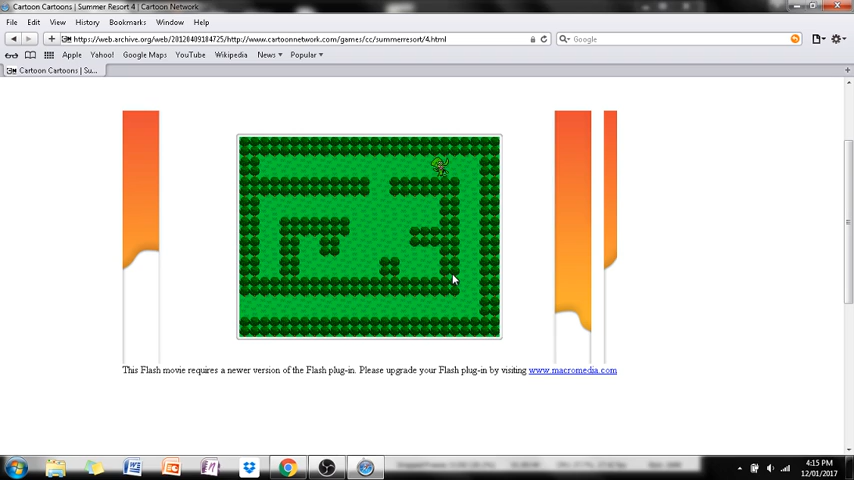 Cartoon Cartoons | Summer Resort 4 | Cartoon Network
File Edit View History Bookmarks Window Help
https://web.archive.org/web/20120409184725/http://www.cartoonnetwork.com/games/cc/summerresort/4.html
Google
Apple Yahoo! Google Maps YouTube Wikipedia News Popular
Cartoon Cartoons | Su...
This Flash movie requires a newer version of the Flash plug-in. Please upgrade your Flash plug-in by visiting www.macromedia.com
4:15 PM
12/01/2017